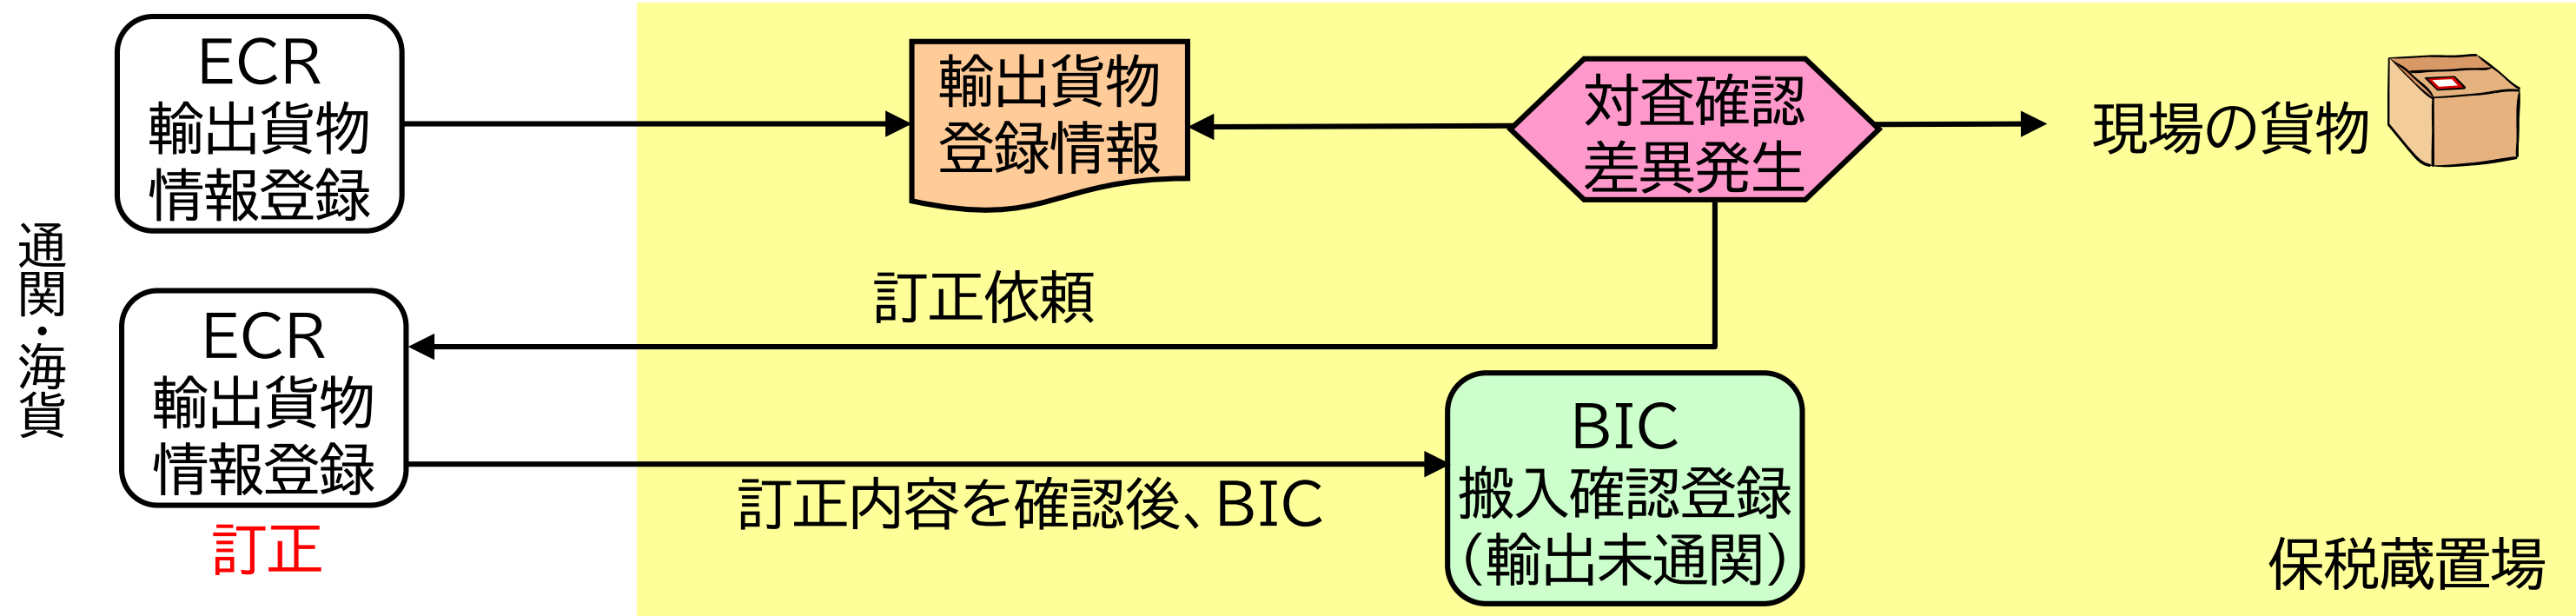 通関・海貨
ECR
輸出貨物
情報登録
輸出貨物
登録情報
対査確認
差異発生
現場の貨物
訂正依頼
ECR
輸出貨物
情報登録
訂正
訂正内容を確認後、BIC
BIC
搬入確認登録
(輸出未通関)
保税蔵置場